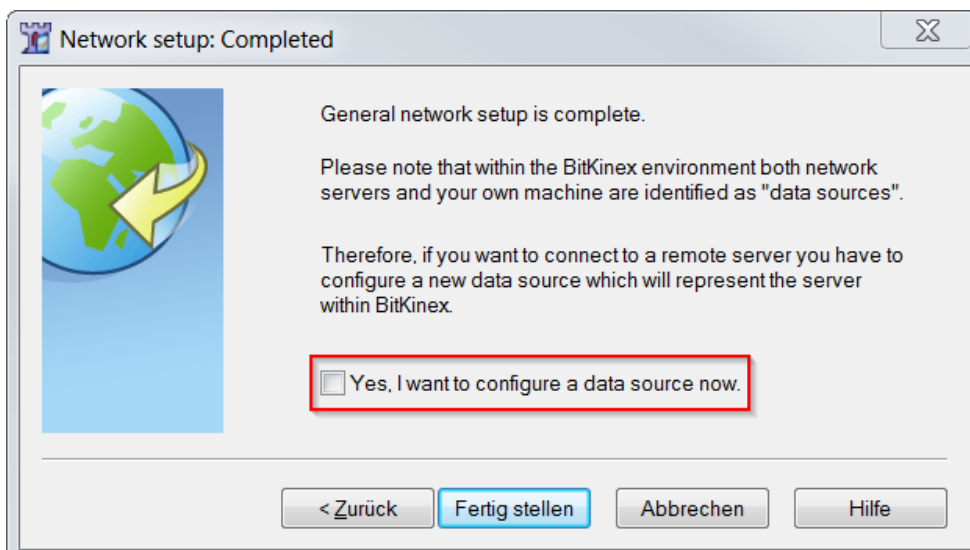 Network setup: Completed
General network setup is complete.
Please note that within the BitKinex environment both network
servers and your own machine are identified as "data sources".
Therefore, if you want to connect to a remote server you have to
configure a new data source which will represent the server
within BitKinex.
Yes, I want to configure a data source now.
< Zurück Fertig stellen Abbrechen Hilfe